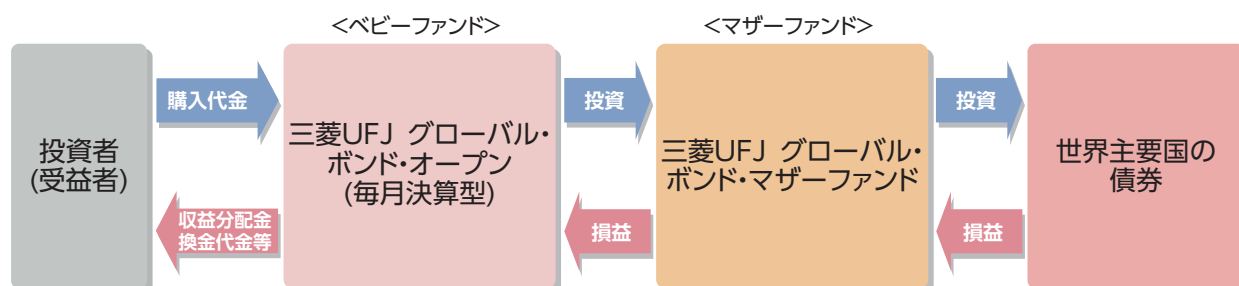 <ベビーファンド>
<マザーファンド>
投資者
(受益者)
購入代金
収益分配金
換金代金等
三菱UFJ グローバル・
ボンド・オープン
(毎月決算型)
投資
損益
三菱UFJ グローバル・
ボンド・マザーファンド
投資
損益
世界主要国の
債券